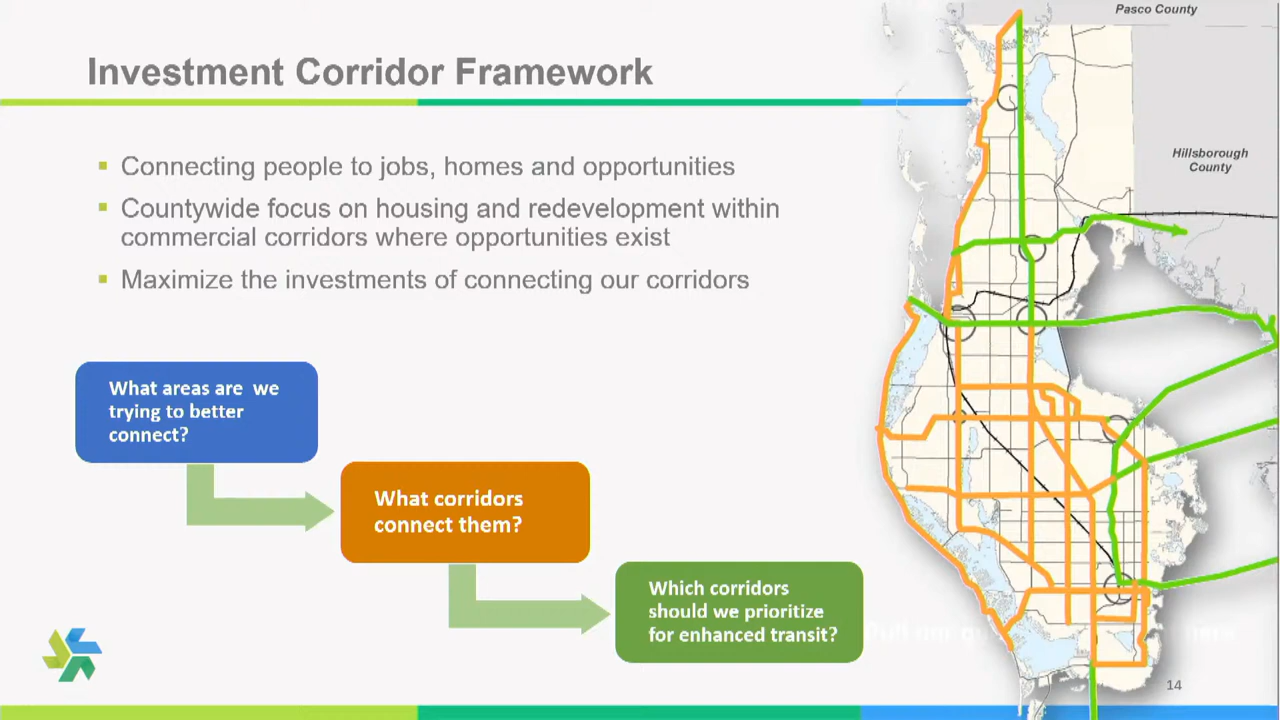 Pasco County
Investment Corridor Framework
Hillsborough
County
▪ Connecting people to jobs, homes and opportunities
▪ Countywide focus on housing and redevelopment within
commercial corridors where opportunities exist
▪ Maximize the investments of connecting our corridors
What areas are we
trying to better
connect?
What corridors
connect them?
Which corridors
should we prioritize
for enhanced transit?
14